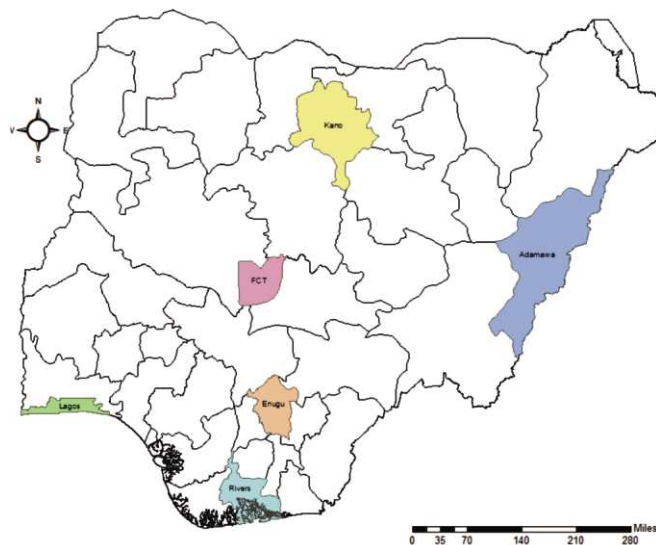 N
V E
S
Kano
Adamawa
FCT
Enugu
Lagos
Rivers
Miles
0 35 70 140 210 280